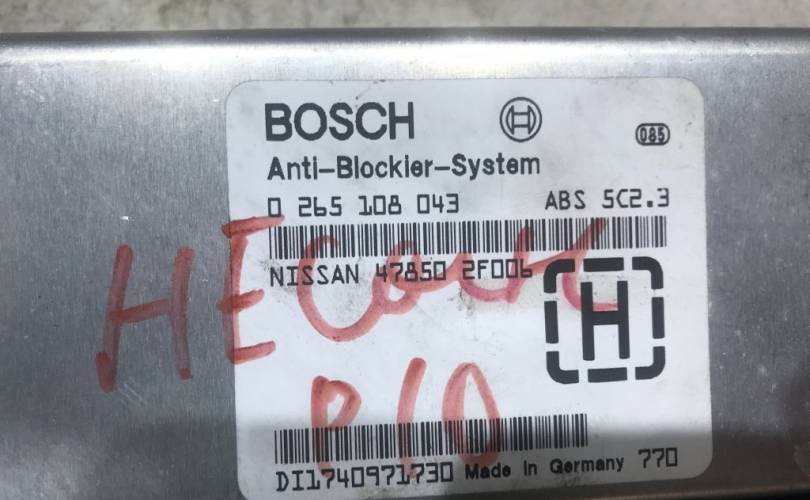 BOSCH H 085
Anti-Blockier-System
0 265 108 043 ABS 5C2.3
NISSAN 47850 2F006
H
P10
DI1740971730 Made in Germany 770